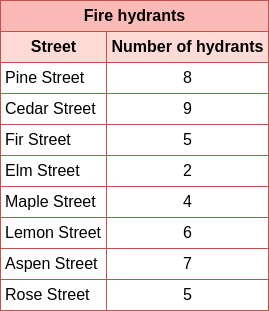 Fire hydrants
Street Number of hydrants
Pine Street 8
Cedar Street 9
Fir Street 5
Elm Street 2
Maple Street 4
Lemon Street 6
Aspen Street 7
Rose Street 5